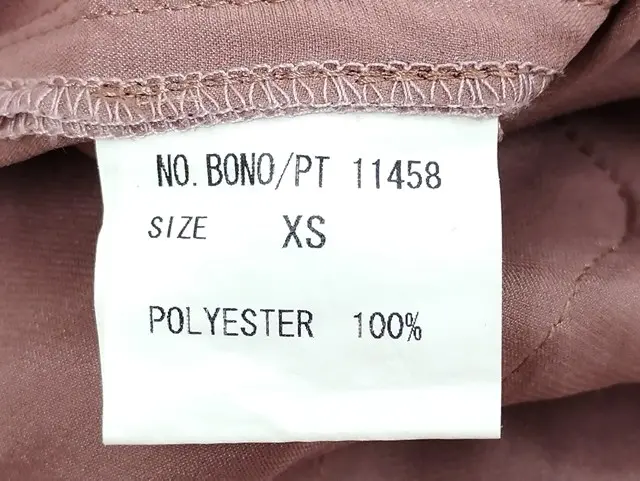 NO. BONO/PT 11458
SIZE XS
POLYESTER 100%